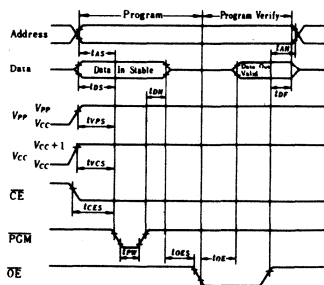 Program
Program Verify
Address
tAS
tAH
Data
Data In Stable
Data Out Valid
tDS
tDH
tDF
VPP VPP
VCC
tVPS
VCC VCC + 1
VCC
tVCS
CE
tCES
PGM
tPW
tOES
tOE
OE